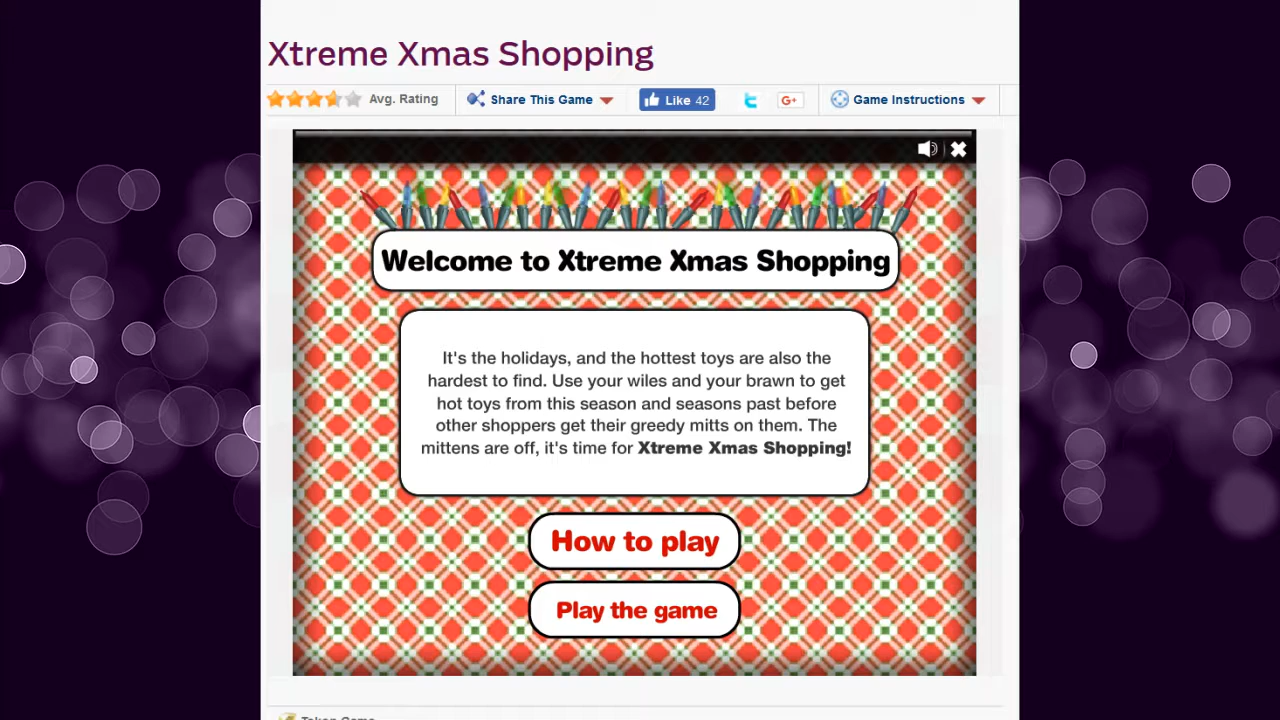 Xtreme Xmas Shopping
Avg. Rating
Share This Game
Like 42
G+
Game Instructions
Welcome to Xtreme Xmas Shopping
It's the holidays, and the hottest toys are also the
hardest to find. Use your wiles and your brawn to get
hot toys from this season and seasons past before
other shoppers get their greedy mitts on them. The
mittens are off, it's time for Xtreme Xmas Shopping!
How to play
Play the game
Token Game